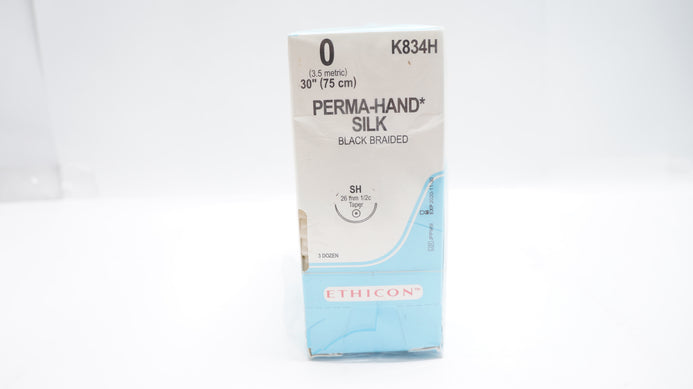 0
K834H
(3.5 metric)
30" (75 cm)
PERMA-HAND*
SILK
BLACK BRAIDED
SH
26 mm 1/2c
Taper
3 DOZEN
ETHICON™